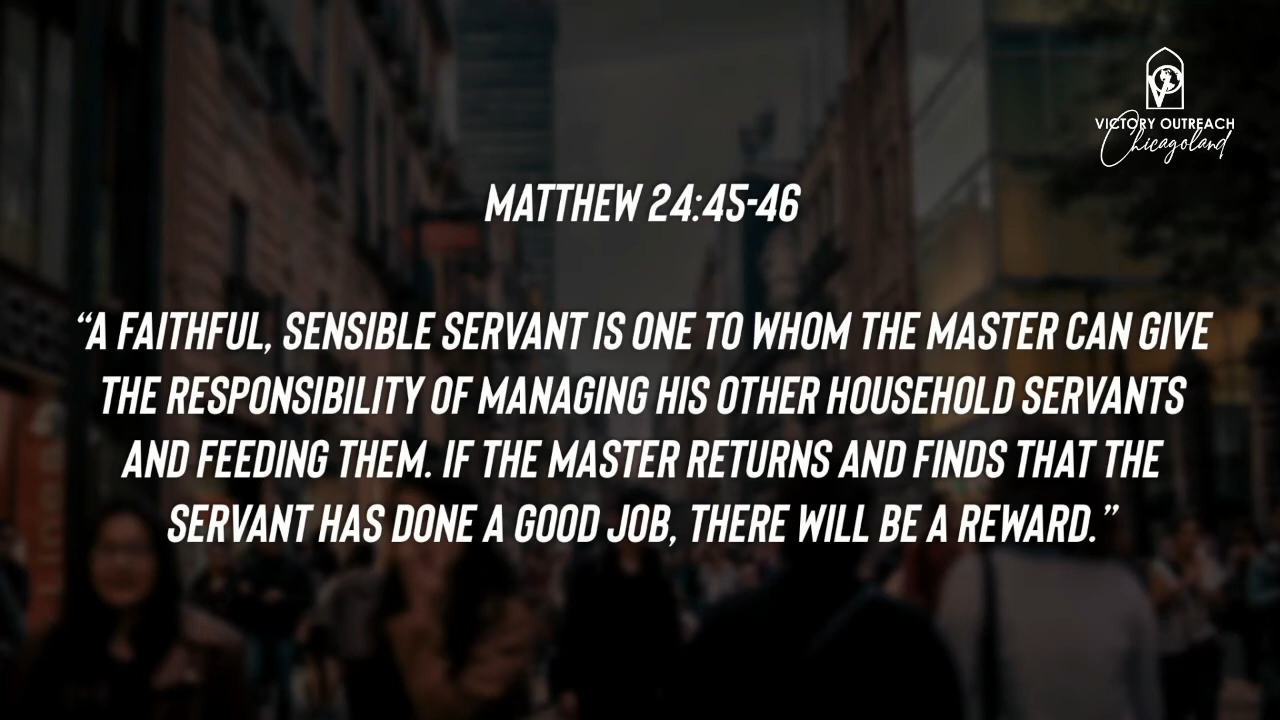 VICTORY OUTREACH
Chicagoland
MATTHEW 24:45-46
“A FAITHFUL, SENSIBLE SERVANT IS ONE TO WHOM THE MASTER CAN GIVE
THE RESPONSIBILITY OF MANAGING HIS OTHER HOUSEHOLD SERVANTS
AND FEEDING THEM. IF THE MASTER RETURNS AND FINDS THAT THE
SERVANT HAS DONE A GOOD JOB, THERE WILL BE A REWARD.”